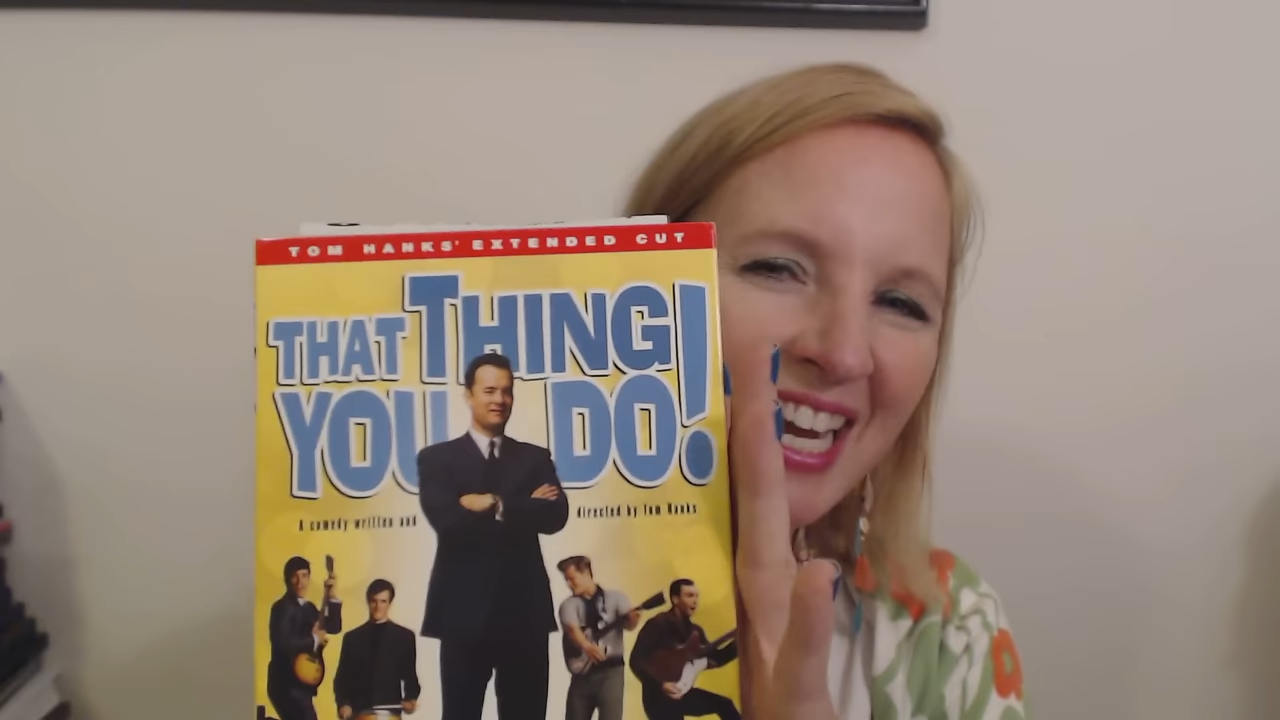 TOM HANKS' EXTENDED CUT
THAT THING
YOU DO!
A comedy written and directed by Tom Hanks